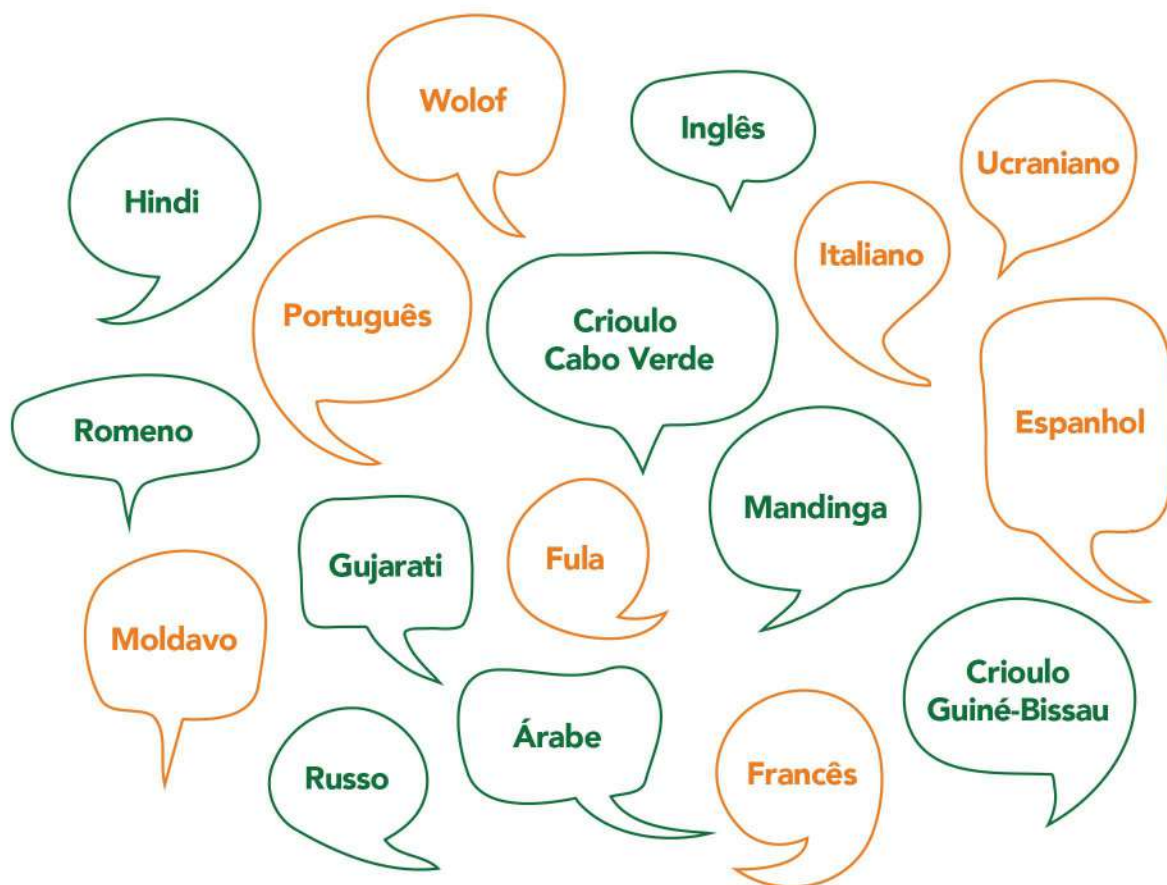 Wolof
Inglês
Ucraniano
Hindi
Italiano
Português
Crioulo
Cabo Verde
Romeno
Espanhol
Mandinga
Gujarati
Fula
Moldavo
Crioulo
Guiné-Bissau
Árabe
Russo
Francês